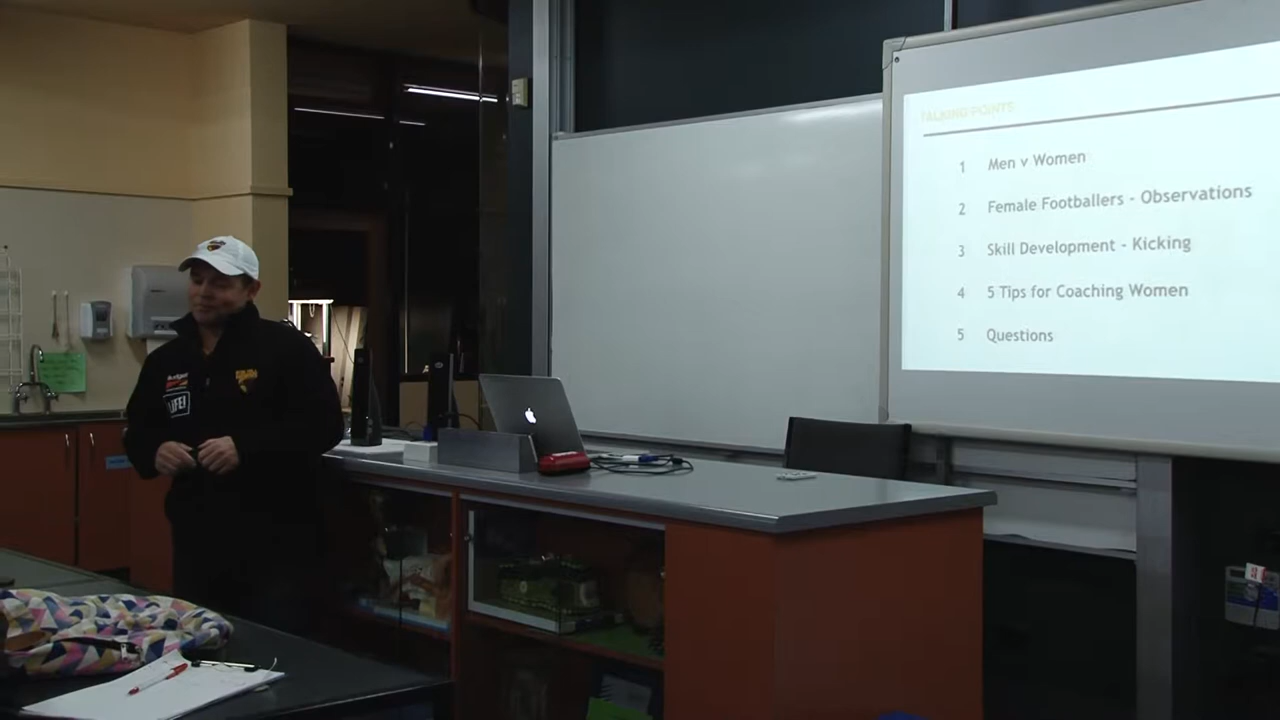 TALKING POINTS
1 Men v Women
2 Female Footballers - Observations
3 Skill Development - Kicking
4 5 Tips for Coaching Women
5 Questions
LIFE!